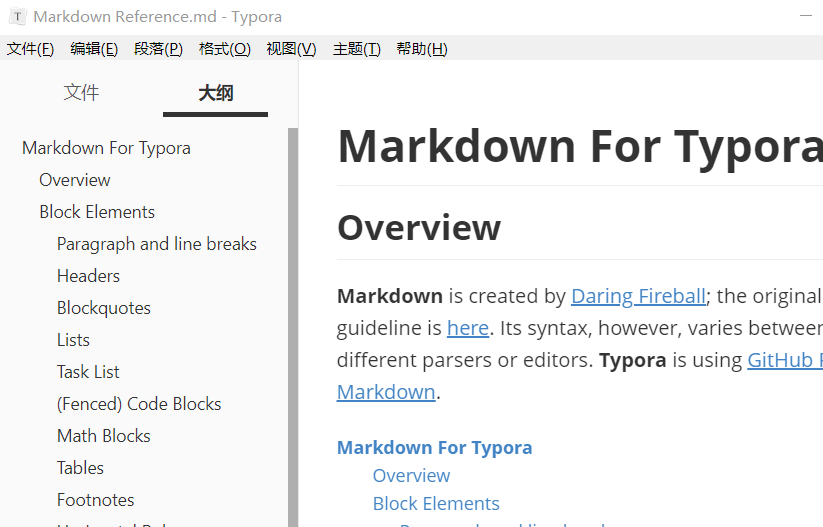 Markdown Reference.md - Typora
文件(F) 编辑(E) 段落(P) 格式(O) 视图(V) 主题(T) 帮助(H)
文件 大纲
Markdown For Typora
Overview
Block Elements
Paragraph and line breaks
Headers
Blockquotes
Lists
Task List
(Fenced) Code Blocks
Math Blocks
Tables
Footnotes
Markdown For Typora
Overview
Markdown is created by Daring Fireball; the original
guideline is here. Its syntax, however, varies between
different parsers or editors. Typora is using GitHub
Markdown.
Markdown For Typora
Overview
Block Elements